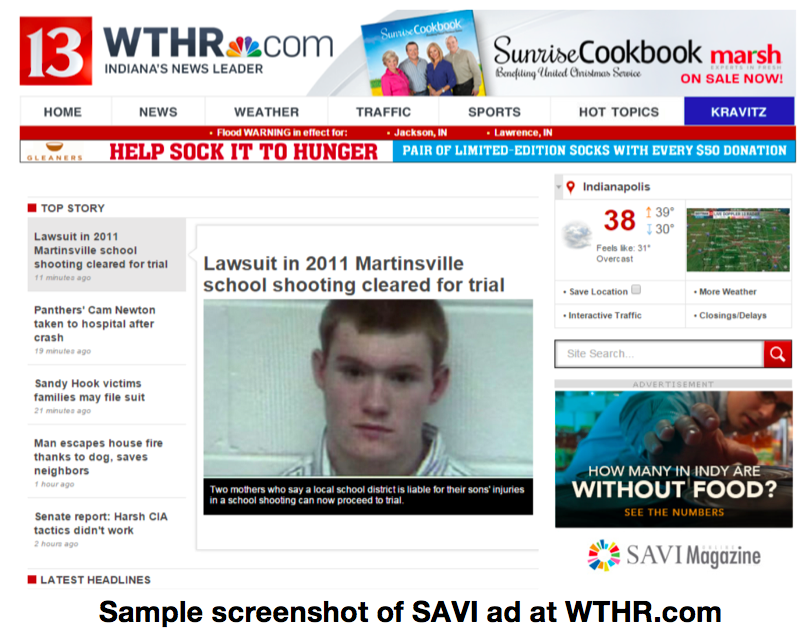 13
WTHR.com
INDIANA'S NEWS LEADER
Sunrise Cookbook
SunriseCookbook
Benefiting United Christmas Service
marsh
EXPERTS IN FRESH
ON SALE NOW!
HOME NEWS WEATHER TRAFFIC SPORTS HOT TOPICS KRAVITZ
• Flood WARNING in effect for: • Jackson, IN • Lawrence, IN
GLEANERS HELP SOCK IT TO HUNGER PAIR OF LIMITED-EDITION SOCKS WITH EVERY $50 DONATION
TOP STORY
Lawsuit in 2011
Martinsville school
shooting cleared for trial
11 minutes ago
Panthers' Cam Newton
taken to hospital after
crash
19 minutes ago
Sandy Hook victims
families may file suit
21 minutes ago
Man escapes house fire
thanks to dog, saves
neighbors
1 hour ago
Senate report: Harsh CIA
tactics didn't work
2 hours ago
LATEST HEADLINES
Lawsuit in 2011 Martinsville
school shooting cleared for trial
Two mothers who say a local school district is liable for their sons' injuries
in a school shooting can now proceed to trial.
Indianapolis
38 39°
30°
Feels like: 31°
Overcast
• Save Location • More Weather
• Interactive Traffic • Closings/Delays
Site Search...
ADVERTISEMENT
HOW MANY IN INDY ARE
WITHOUT FOOD?
SEE THE NUMBERS
SAVI Magazine
Sample screenshot of SAVI ad at WTHR.com